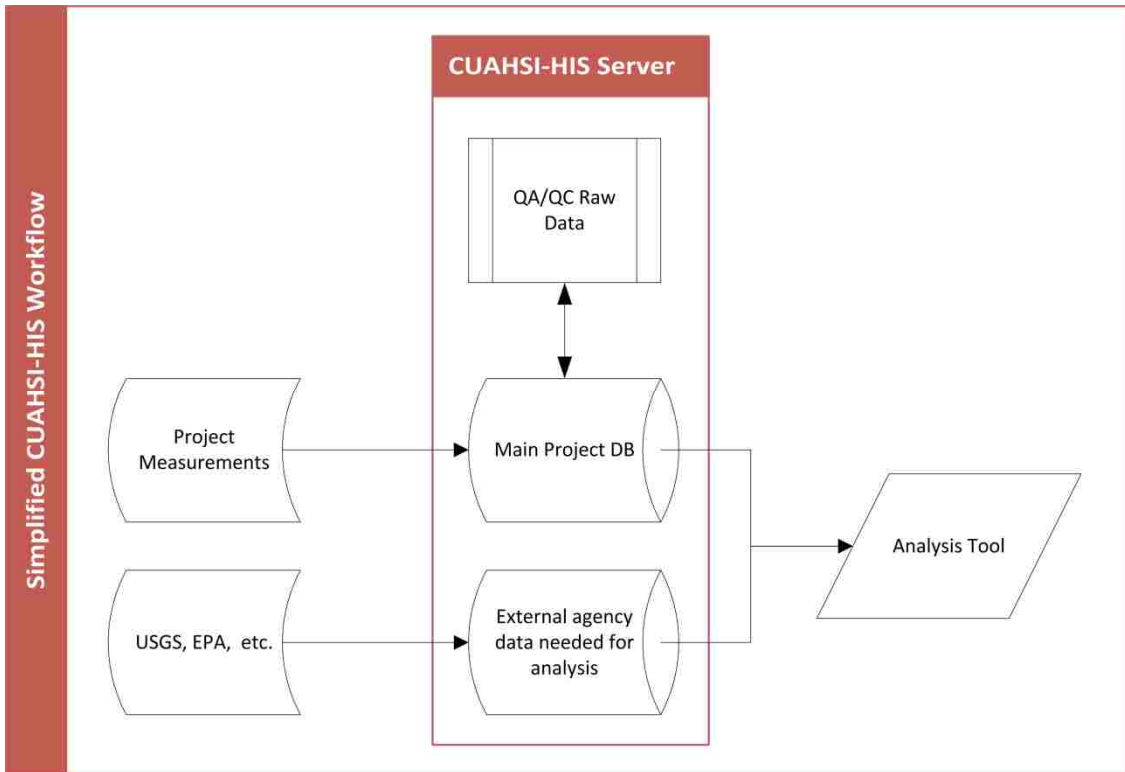 Simplified CUAHSI-HIS Workflow
CUAHSI-HIS Server
QA/QC Raw
Data
Project
Measurements
Main Project DB
Analysis Tool
USGS, EPA,  etc.
External agency
data needed for
analysis